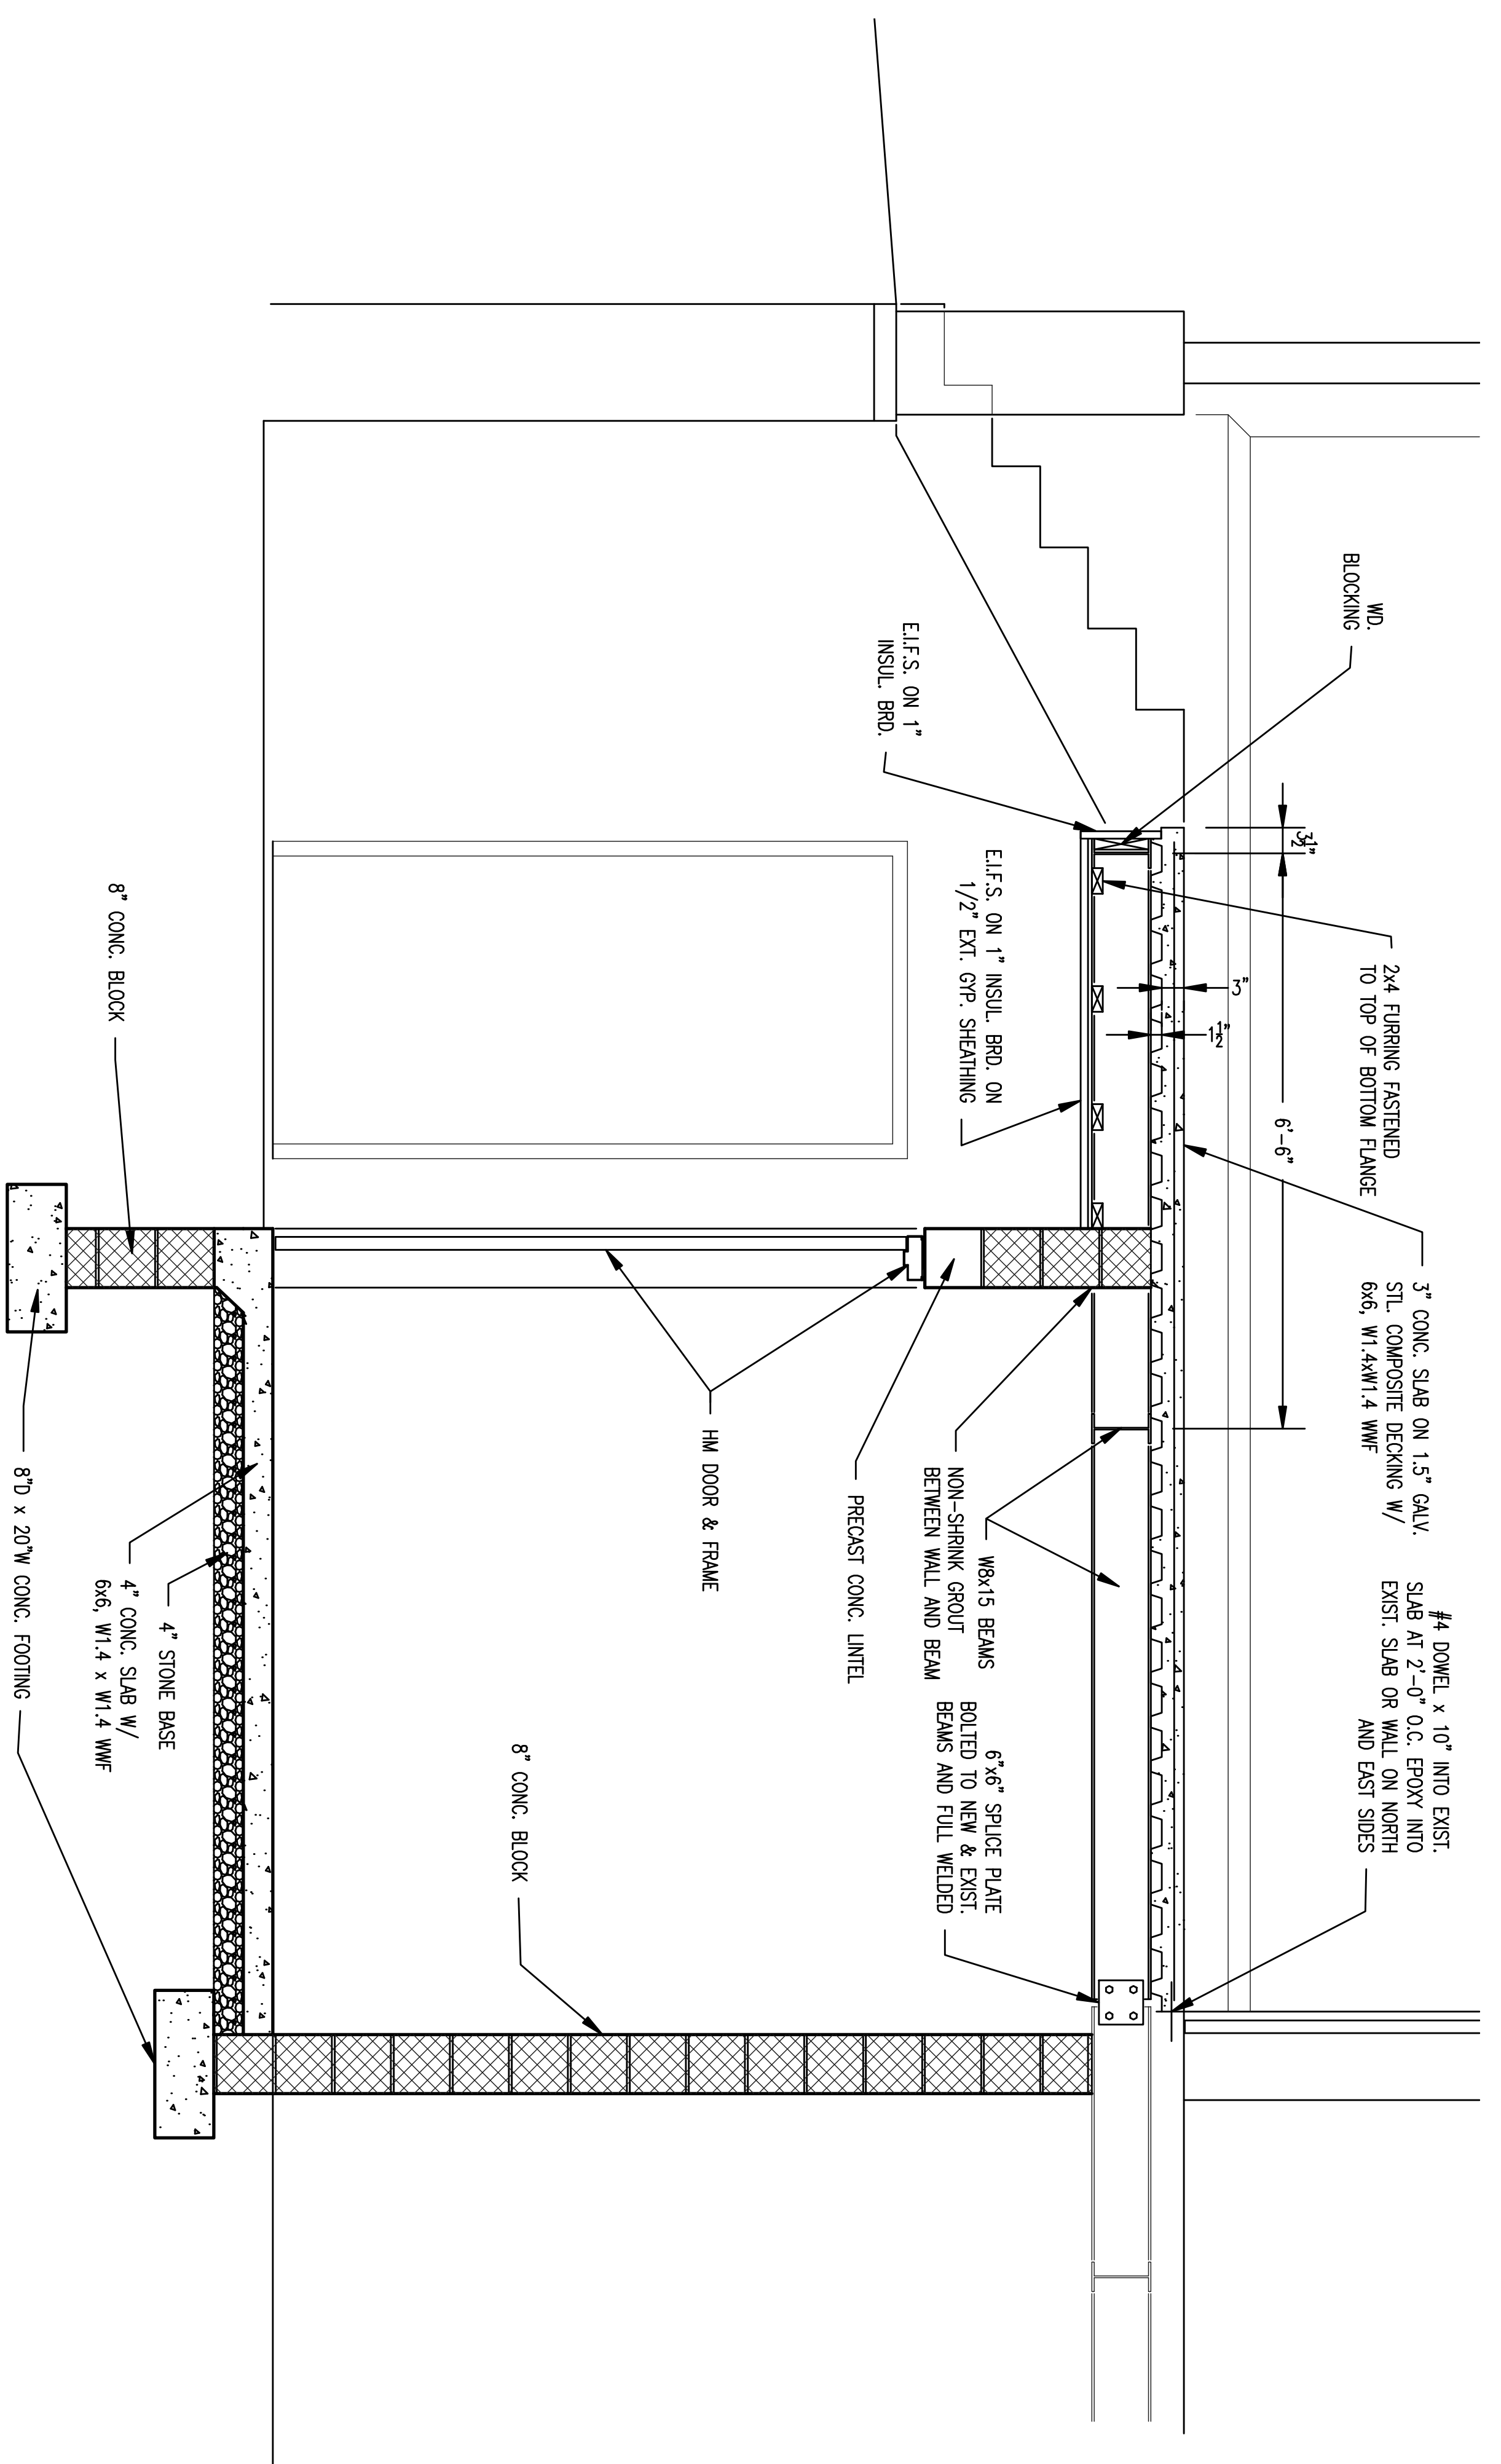 WD.
BLOCKING
3½"
6'-6"
3"
1½"
2x4 FURRING FASTENED
TO TOP OF BOTTOM FLANGE
3" CONC. SLAB ON 1.5" GALV.
STL. COMPOSITE DECKING W/
6x6, W1.4xW1.4 WWF
#4 DOWEL x 10" INTO EXIST.
SLAB AT 2'-0" O.C. EPOXY INTO
EXIST. SLAB OR WALL ON NORTH
AND EAST SIDES
E.I.F.S. ON 1"
INSUL. BRD.
E.I.F.S. ON 1" INSUL. BRD. ON
1/2" EXT. GYP. SHEATHING
W8x15 BEAMS
NON-SHRINK GROUT
BETWEEN WALL AND BEAM
6"x6" SPLICE PLATE
BOLTED TO NEW & EXIST.
BEAMS AND FULL WELDED
PRECAST CONC. LINTEL
HM DOOR & FRAME
8" CONC. BLOCK
8" CONC. BLOCK
4" STONE BASE
4" CONC. SLAB W/
6x6, W1.4 x W1.4 WWF
8"D x 20"W CONC. FOOTING